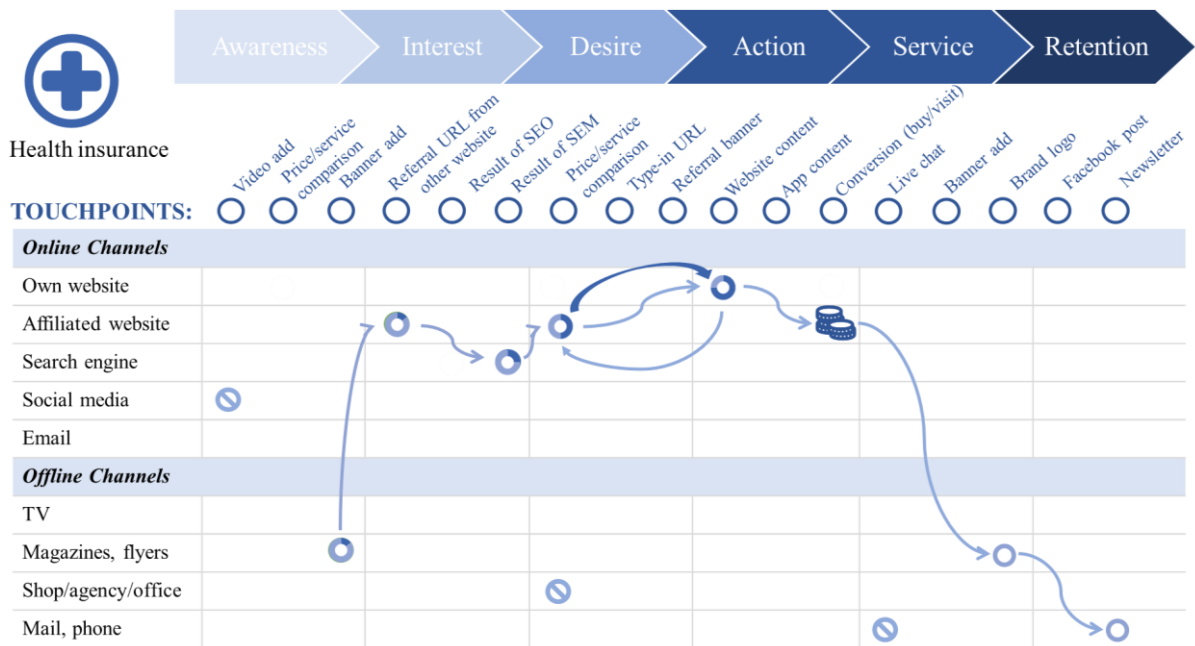 Awareness
Interest
Desire
Action
Service
Retention
Health insurance
TOUCHPOINTS:
Video add
Price/service
comparison
Banner add
Referral URL from
other website
Result of SEO
Result of SEM
Price/service
comparison
Type-in URL
Referral banner
Website content
App content
Conversion (buy/visit)
Live chat
Banner add
Brand logo
Facebook post
Newsletter
Online Channels
Own website
Affiliated website
Search engine
Social media
Email
Offline Channels
TV
Magazines, flyers
Shop/agency/office
Mail, phone